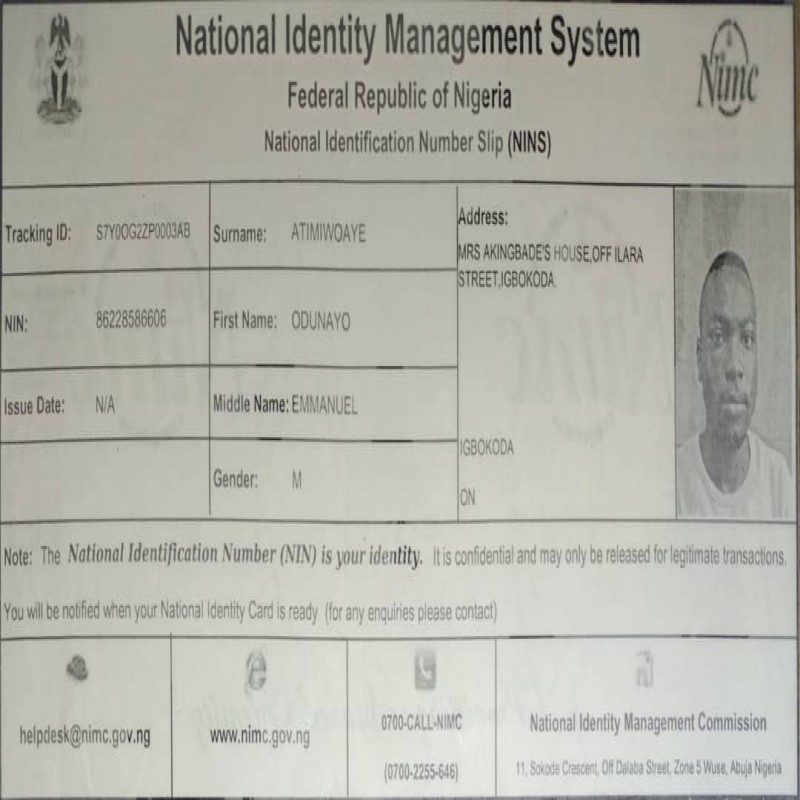 National Identity Management System
Federal Republic of Nigeria
National Identification Number Slip (NINS)
Nimc
Tracking ID: S7Y0OG2ZP0003AB
Surname: ATIMIWOAYE
Address:
MRS AKINGBADE'S HOUSE,OFF ILARA
STREET,IGBOKODA.
NIN: 86228586606
First Name: ODUNAYO
Issue Date: N/A
Middle Name: EMMANUEL
IGBOKODA
Gender: M
ON
Note: The National Identification Number (NIN) is your identity. It is confidential and may only be released for legitimate transactions.
You will be notified when your National Identity Card is ready (for any enquiries please contact)
helpdesk@nimc.gov.ng
www.nimc.gov.ng
0700-CALL-NIMC
(0700-2255-646)
National Identity Management Commission
11, Sokode Crescent, Off Dalaba Street, Zone 5 Wuse, Abuja Nigeria